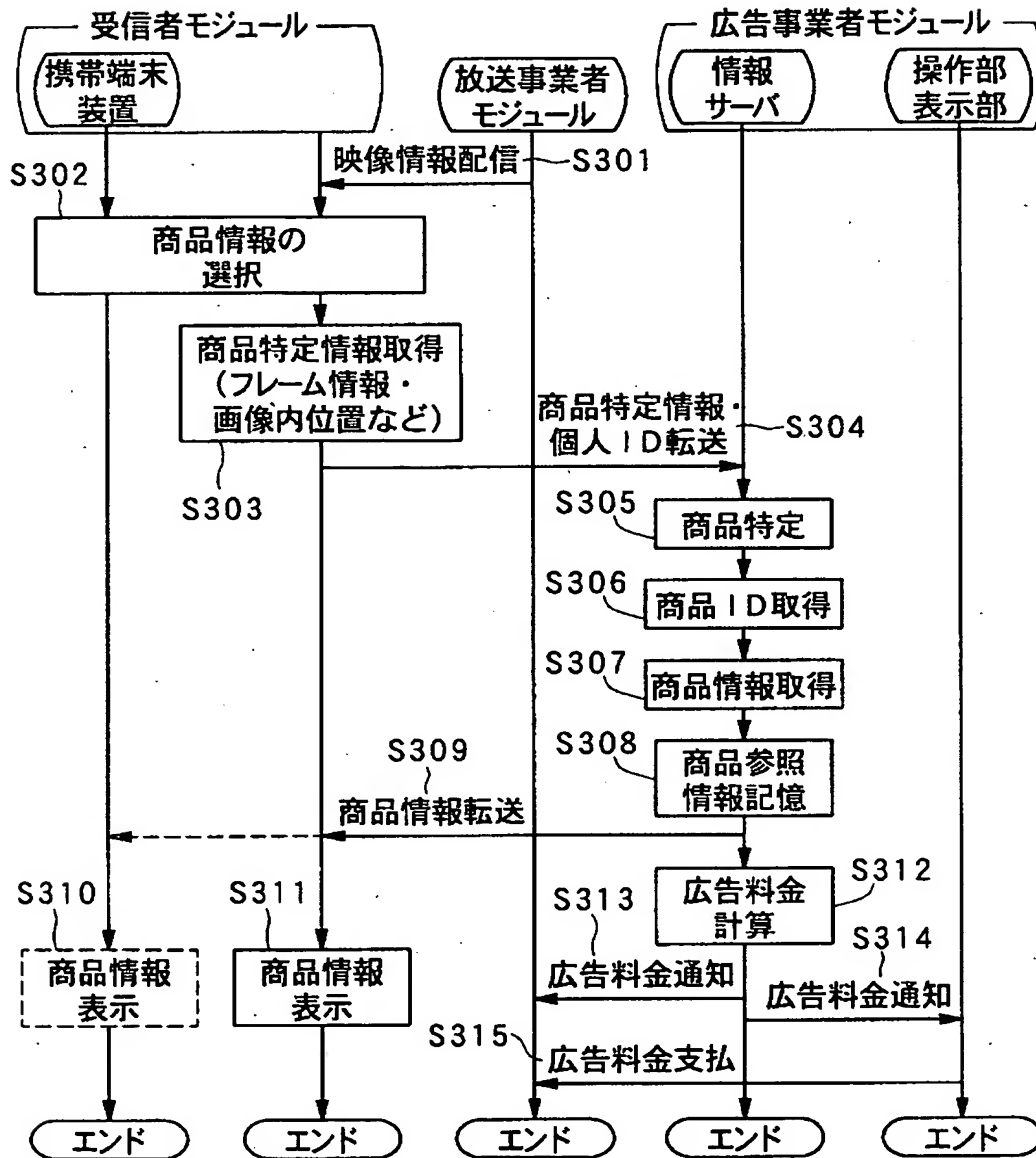 受信者モジュール
広告事業者モジュール
携帯端末
装置
放送事業者
モジュール
情報
サーバ
操作部
表示部
映像情報配信
S301
S302
商品情報の
選択
商品特定情報取得
(フレーム情報・
画像内位置など)
S303
商品特定情報・
個人ID転送
S304
S305
商品特定
S306
商品ID取得
S307
商品情報取得
S308
商品参照
情報記憶
S309
商品情報転送
S310
商品情報
表示
S311
商品情報
表示
S312
広告料金
計算
S313
広告料金通知
S314
広告料金通知
S315
広告料金支払
エンド
エンド
エンド
エンド
エンド